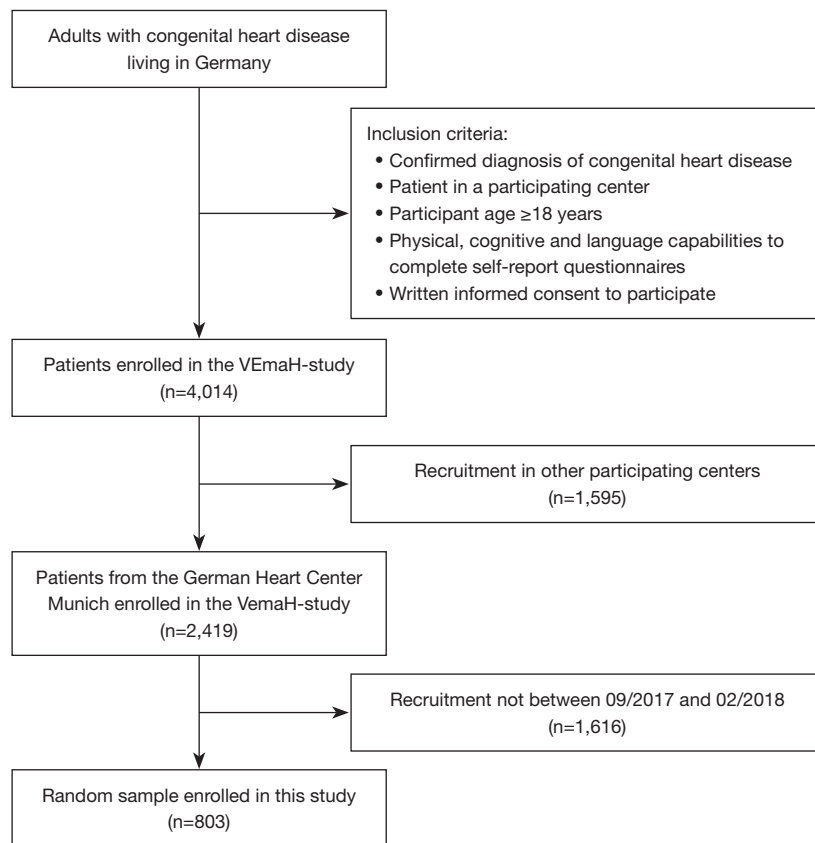 Adults with congenital heart disease
living in Germany
Inclusion criteria:
• Confirmed diagnosis of congenital heart disease
• Patient in a participating center
• Participant age ≥18 years
• Physical, cognitive and language capabilities to
complete self-report questionnaires
• Written informed consent to participate
Patients enrolled in the VEmaH-study
(n=4,014)
Recruitment in other participating centers
(n=1,595)
Patients from the German Heart Center
Munich enrolled in the VemaH-study
(n=2,419)
Recruitment not between 09/2017 and 02/2018
(n=1,616)
Random sample enrolled in this study
(n=803)